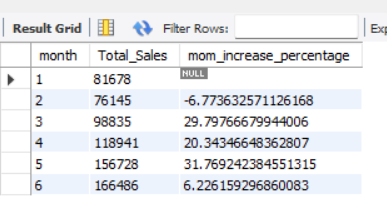 Result Grid Filter Rows: Exp
month Total_Sales mom_increase_percentage
1 81678 NULL
2 76145 -6.773632571126168
3 98835 29.79766679944006
4 118941 20.34346648362807
5 156728 31.769242384551315
6 166486 6.226159296860083